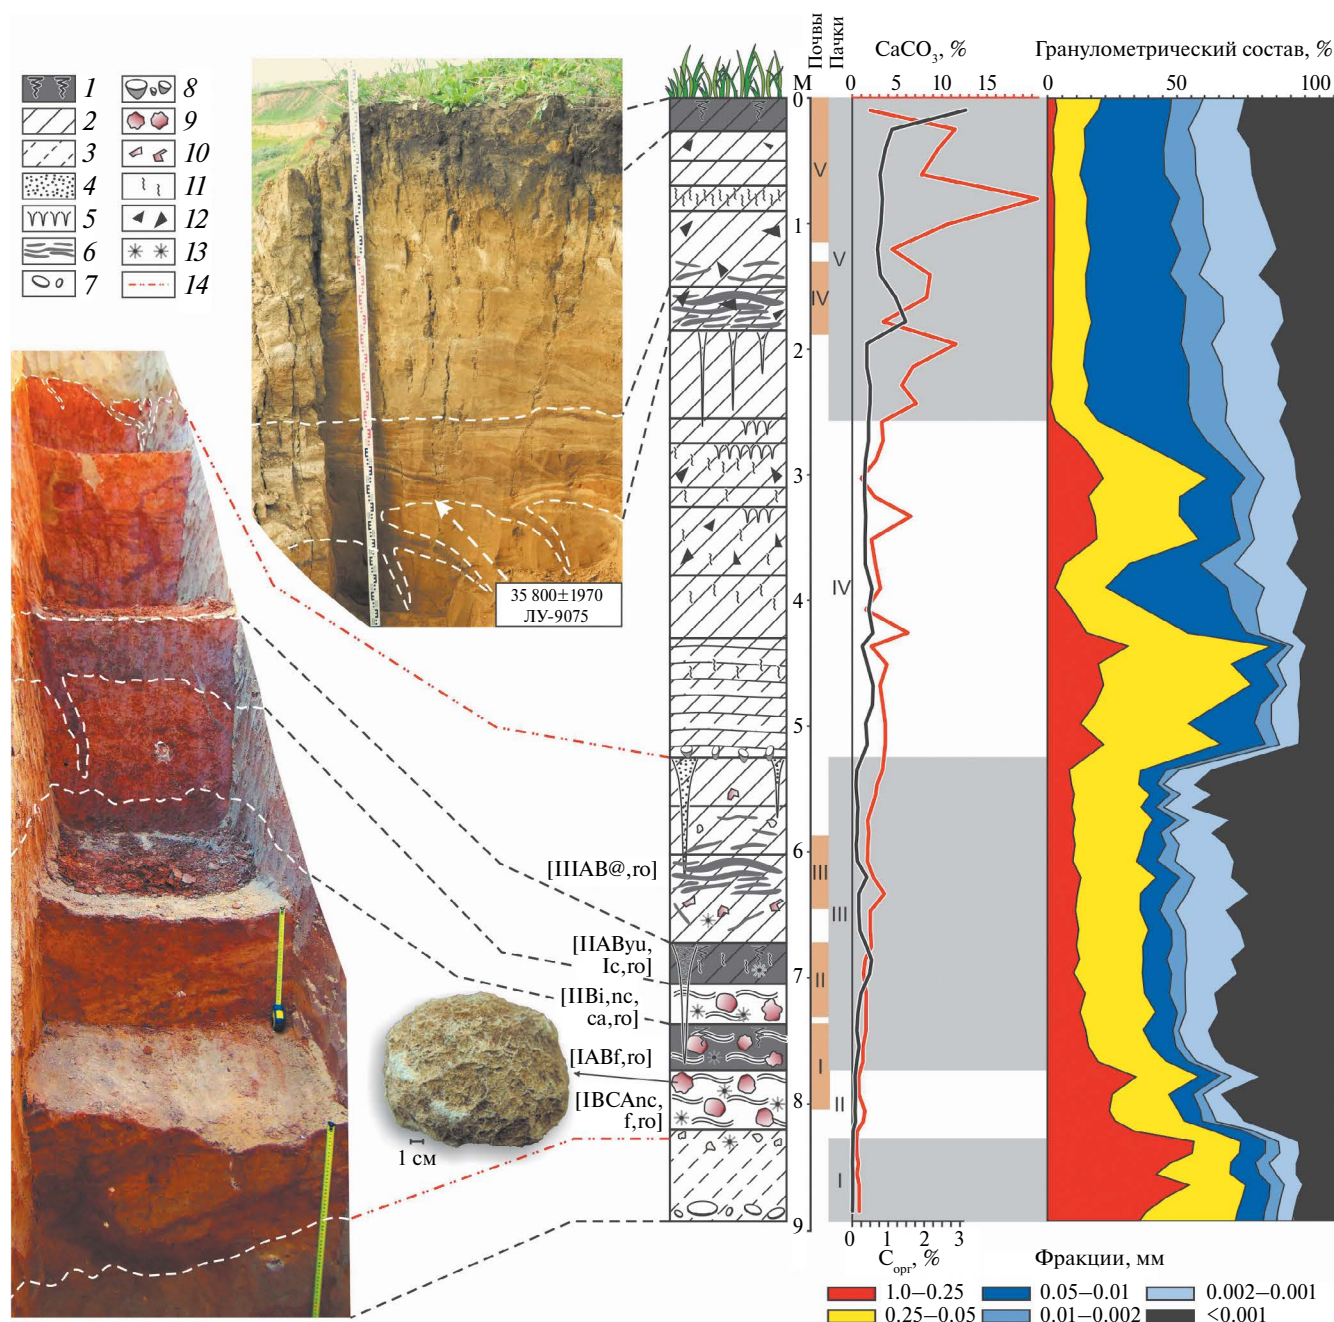 Почвы
Пачки
CaCO3, %
Гранулометрический состав, %
М
0 5 10 15
0 50 100
1 8
2 9
3 10
4 11
5 12
6 13
7 14
0
1
2
3
4
5
6
7
8
9
V
IV
III
II
I
V
IV
III
II
I
35 800±1970
ЛУ-9075
[IIIAB@,ro]
[IIAByu,
Ic,ro]
[IIBi,nc,
ca,ro]
[IABf,ro]
[IBCAnc,
f,ro]
1 см
0 1 2 3
Cорг, %
Фракции, мм
1.0–0.25 0.05–0.01 0.002–0.001
0.25–0.05 0.01–0.002 <0.001